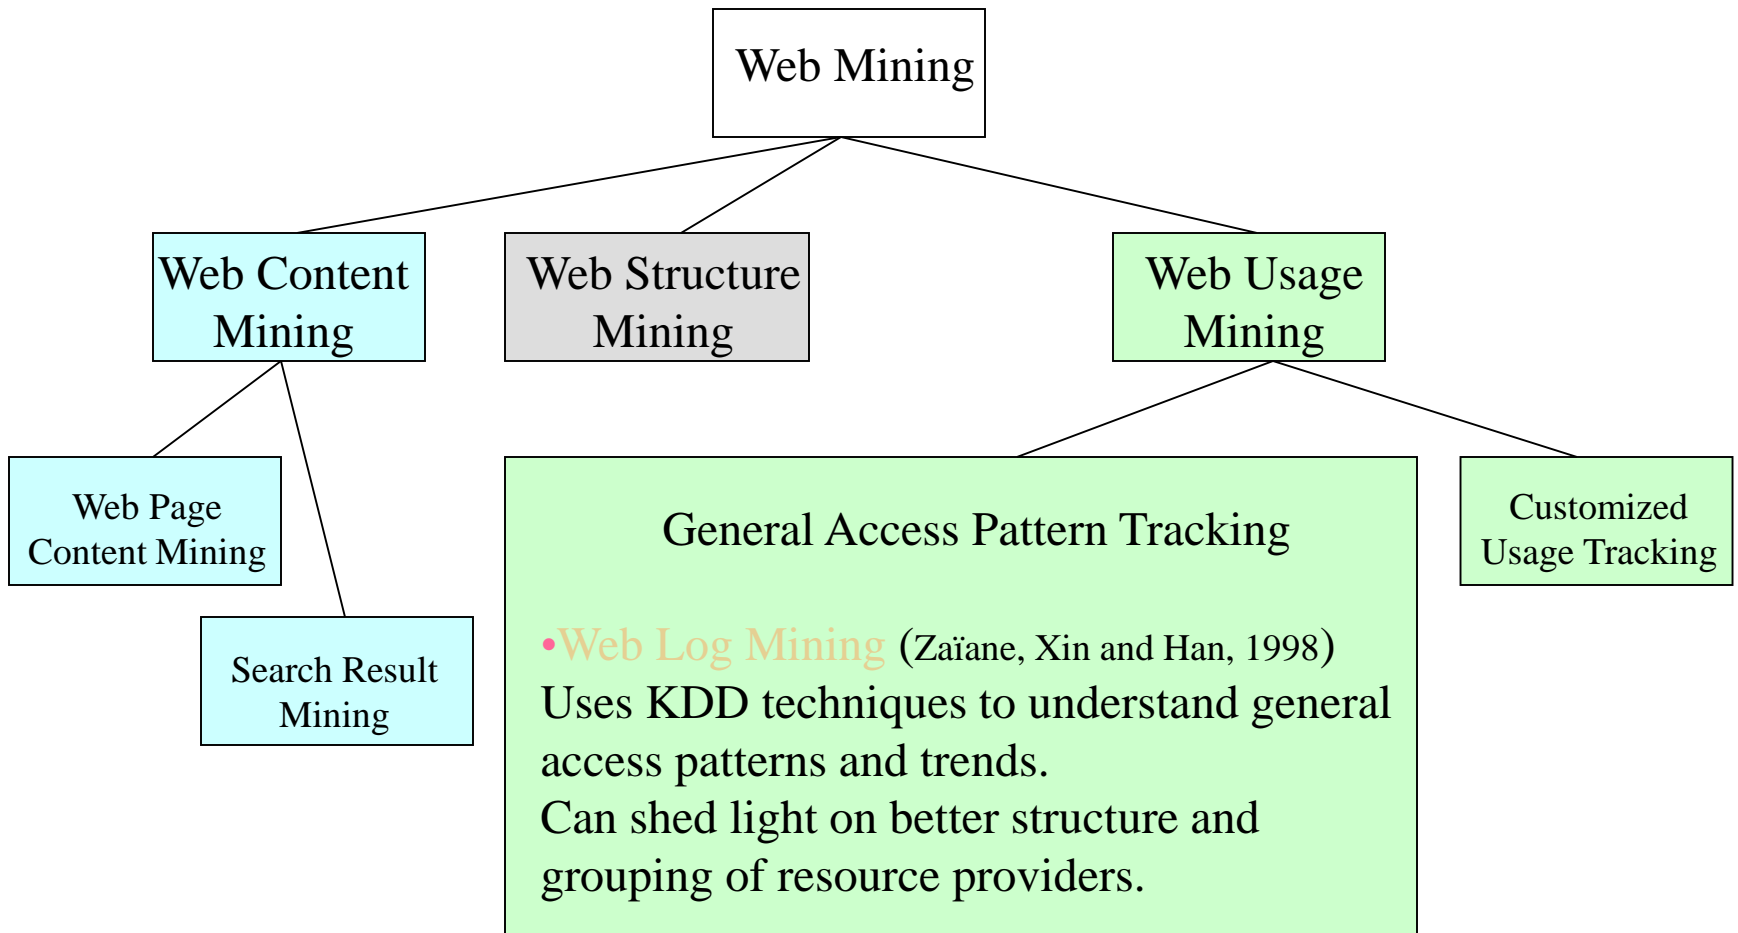 Web Mining
Web Content
Mining
Web Structure
Mining
Web Usage
Mining
Web Page
Content Mining
Search Result
Mining
General Access Pattern Tracking
•Web Log Mining (Zaïane, Xin and Han, 1998)
Uses KDD techniques to understand general
access patterns and trends.
Can shed light on better structure and
grouping of resource providers.
Customized
Usage Tracking